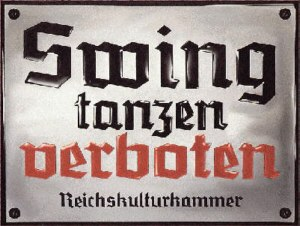 Swing
tanzen
verboten
Reichskulturkammer